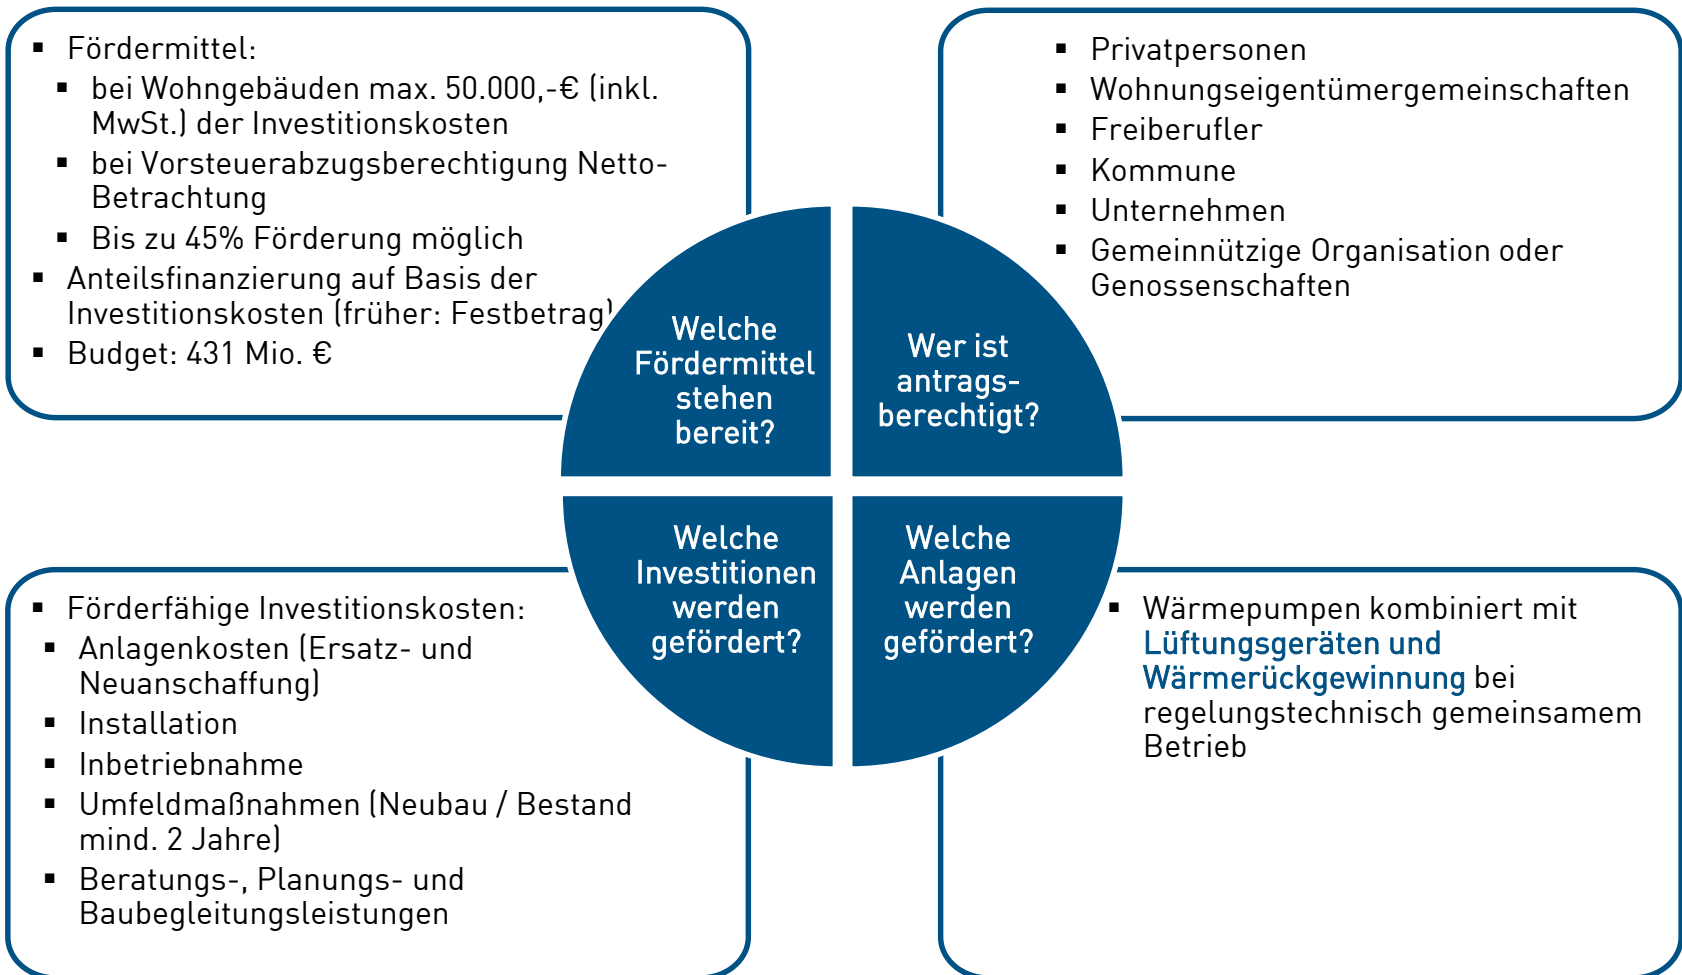 ▪ Fördermittel:
▪ bei Wohngebäuden max. 50.000,-€ (inkl.
MwSt.) der Investitionskosten
▪ bei Vorsteuerabzugsberechtigung Netto-
Betrachtung
▪ Bis zu 45% Förderung möglich
▪ Anteilsfinanzierung auf Basis der
Investitionskosten (früher: Festbetrag)
▪ Budget: 431 Mio. €
▪ Privatpersonen
▪ Wohnungseigentümergemeinschaften
▪ Freiberufler
▪ Kommune
▪ Unternehmen
▪ Gemeinnützige Organisation oder
Genossenschaften
Welche
Fördermittel
stehen
bereit?
Wer ist
antrags-
berechtigt?
Welche
Investitionen
werden
gefördert?
Welche
Anlagen
werden
gefördert?
▪ Förderfähige Investitionskosten:
▪ Anlagenkosten (Ersatz- und
Neuanschaffung)
▪ Installation
▪ Inbetriebnahme
▪ Umfeldmaßnahmen (Neubau / Bestand
mind. 2 Jahre)
▪ Beratungs-, Planungs- und
Baubegleitungsleistungen
▪ Wärmepumpen kombiniert mit
Lüftungsgeräten und
Wärmerückgewinnung bei
regelungstechnisch gemeinsamem
Betrieb